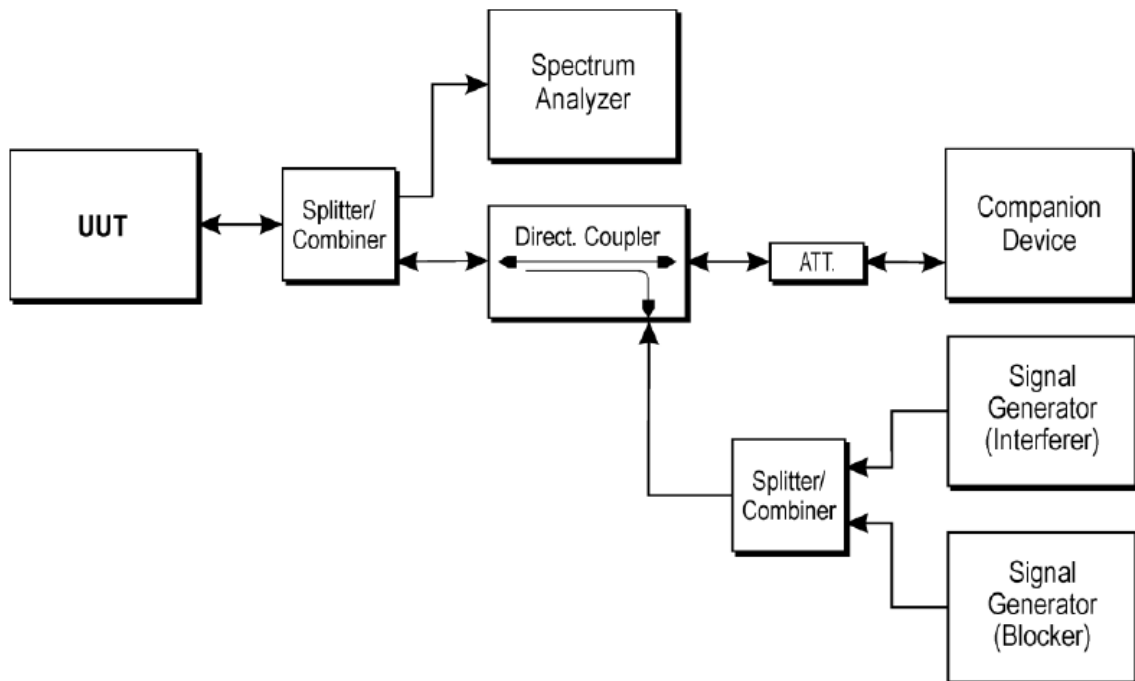 Spectrum
Analyzer
UUT
Splitter/
Combiner
Direct. Coupler
ATT.
Companion
Device
Signal
Generator
(Interferer)
Splitter/
Combiner
Signal
Generator
(Blocker)